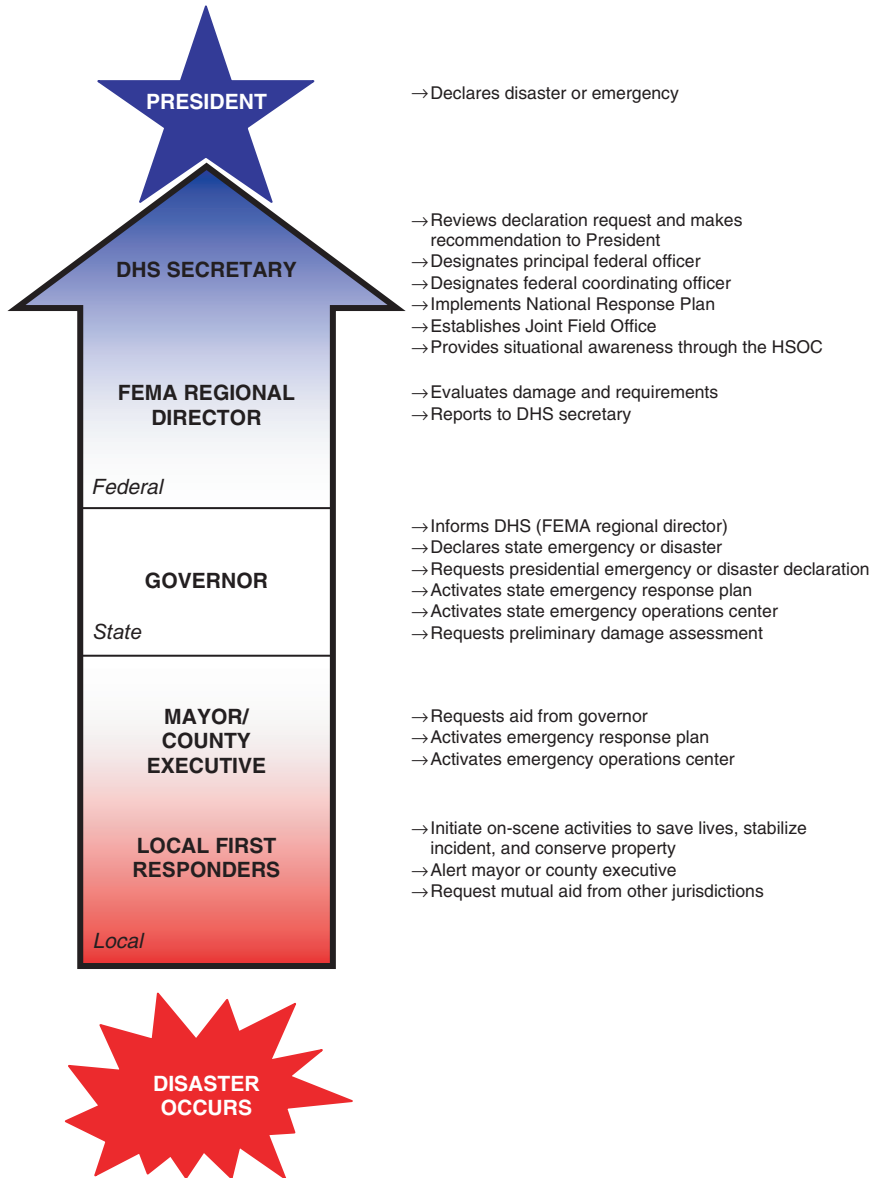 PRESIDENT
→Declares disaster or emergency
DHS SECRETARY
→Reviews declaration request and makes
recommendation to President
→Designates principal federal officer
→Designates federal coordinating officer
→Implements National Response Plan
→Establishes Joint Field Office
→Provides situational awareness through the HSOC
FEMA REGIONAL
DIRECTOR
→Evaluates damage and requirements
→Reports to DHS secretary
Federal
GOVERNOR
→Informs DHS (FEMA regional director)
→Declares state emergency or disaster
→Requests presidential emergency or disaster declaration
→Activates state emergency response plan
→Activates state emergency operations center
→Requests preliminary damage assessment
State
MAYOR/
COUNTY
EXECUTIVE
→Requests aid from governor
→Activates emergency response plan
→Activates emergency operations center
LOCAL FIRST
RESPONDERS
→Initiate on-scene activities to save lives, stabilize
incident, and conserve property
→Alert mayor or county executive
→Request mutual aid from other jurisdictions
Local
DISASTER
OCCURS